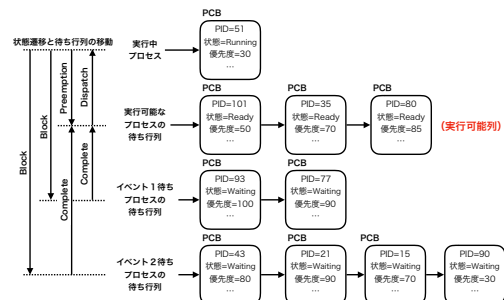 状態遷移と待ち行列の移動
Block
Block
Preemption
Complete
Dispatch
Complete
実行中
プロセス
PCB
PID=51
状態=Running
優先度=30
…
実行可能な
プロセスの
待ち行列
PCB
PID=101
状態=Ready
優先度=50
…
PCB
PID=35
状態=Ready
優先度=70
…
PCB
PID=80
状態=Ready
優先度=85
…
(実行可能列)
イベント1待ち
プロセスの
待ち行列
PCB
PID=93
状態=Waiting
優先度=100
…
PCB
PID=77
状態=Waiting
優先度=90
…
イベント2待ち
プロセスの
待ち行列
PCB
PID=43
状態=Waiting
優先度=80
…
PCB
PID=21
状態=Waiting
優先度=90
…
PCB
PID=15
状態=Waiting
優先度=70
…
PID=90
状態=Waiting
優先度=30
…